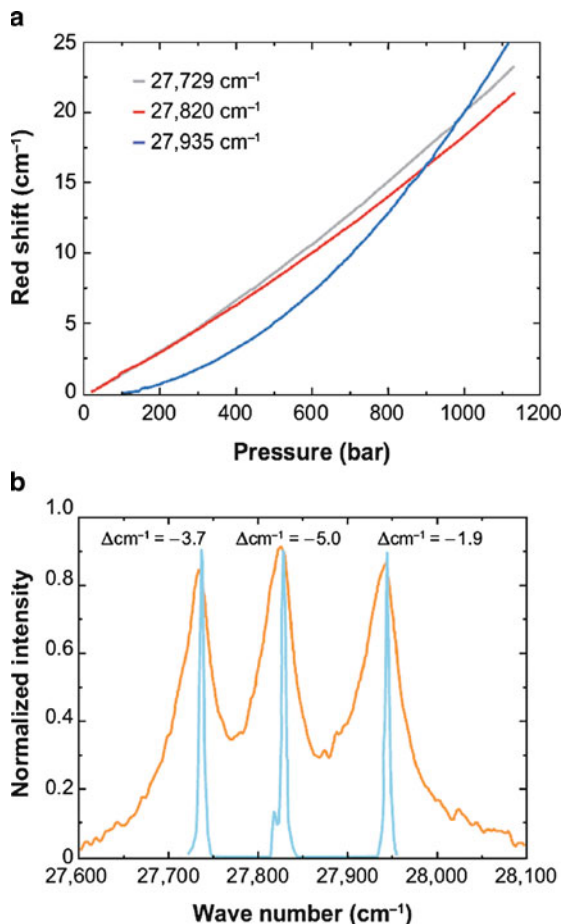 a
25
20
15
10
5
0
27,729 cm⁻¹
27,820 cm⁻¹
27,935 cm⁻¹
Red shift (cm⁻¹)
0 200 400 600 800 1000 1200
Pressure (bar)
b
1.0
0.8
0.6
0.4
0.2
0
Δcm⁻¹ = −3.7 Δcm⁻¹ = −5.0 Δcm⁻¹ = −1.9
Normalized intensity
27,600 27,700 27,800 27,900 28,000 28,100
Wave number (cm⁻¹)